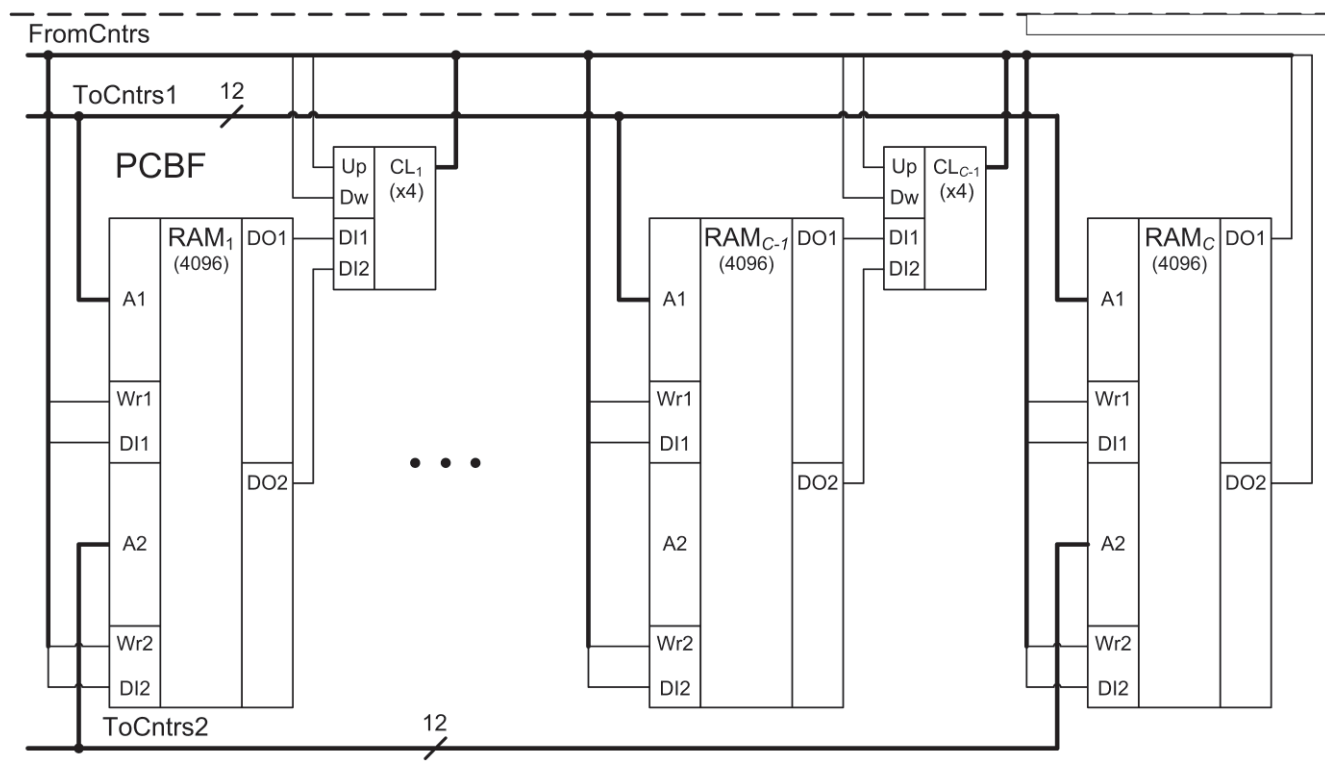 FromCntrs
ToCntrs1
12
PCBF
Up
Dw
DI1
DI2
CL1
(x4)
Up
Dw
DI1
DI2
CLC-1
(x4)
A1
Wr1
DI1
A2
Wr2
DI2
RAM1
(4096)
DO1
DO2
• • •
A1
Wr1
DI1
A2
Wr2
DI2
RAMC-1
(4096)
DO1
DO2
A1
Wr1
DI1
A2
Wr2
DI2
RAMC
(4096)
DO1
DO2
ToCntrs2
12